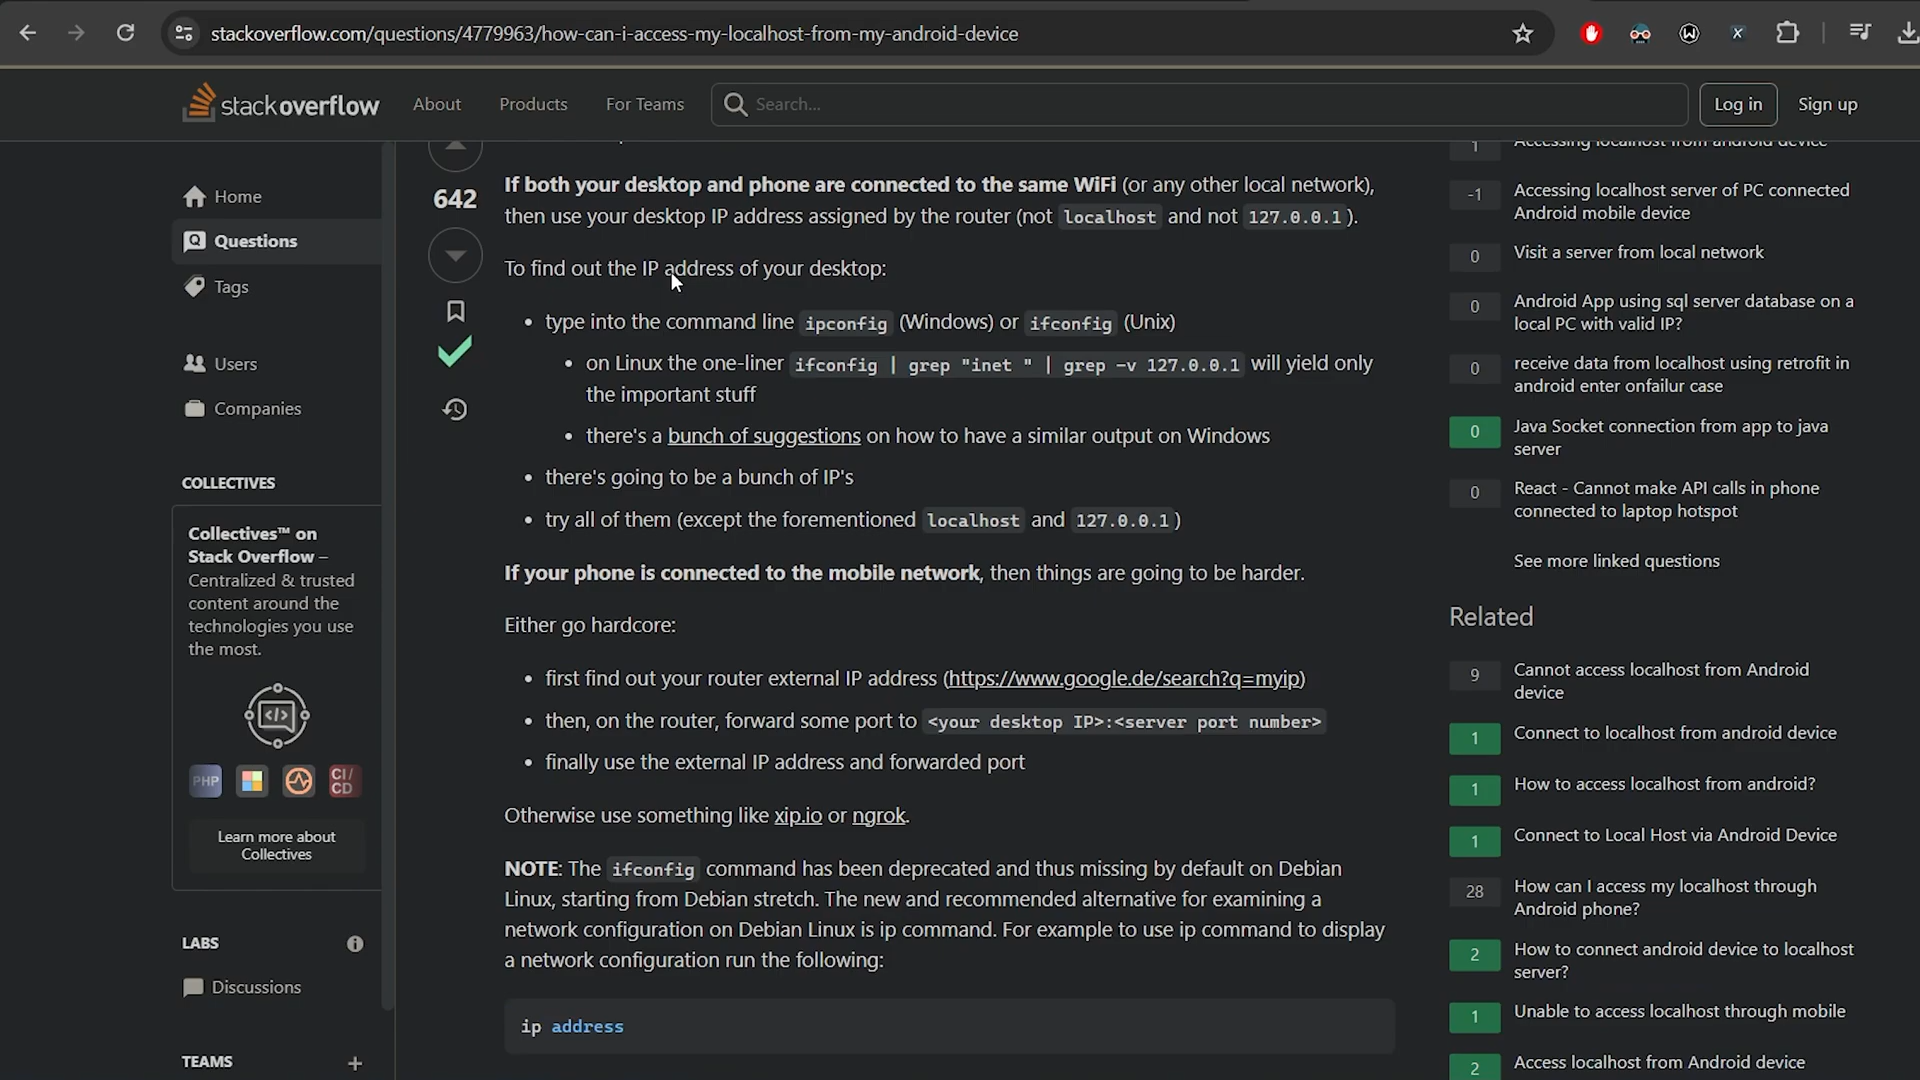 stackoverflow.com/questions/4779963/how-can-i-access-my-localhost-from-my-android-device
stackoverflow
About
Products
For Teams
Search...
Log in
Sign up
Home
Questions
Tags
Users
Companies
COLLECTIVES
Collectives™ on
Stack Overflow –
Centralized & trusted
content around the
technologies you use
the most.
PHP
CI/
CD
Learn more about
Collectives
LABS
Discussions
TEAMS
642
If both your desktop and phone are connected to the same WiFi (or any other local network),
then use your desktop IP address assigned by the router (not localhost and not 127.0.0.1).
To find out the IP address of your desktop:
• type into the command line ipconfig (Windows) or ifconfig (Unix)
• on Linux the one-liner ifconfig | grep "inet " | grep -v 127.0.0.1 will yield only
the important stuff
• there's a bunch of suggestions on how to have a similar output on Windows
• there's going to be a bunch of IP's
• try all of them (except the forementioned localhost and 127.0.0.1)
If your phone is connected to the mobile network, then things are going to be harder.
Either go hardcore:
• first find out your router external IP address (https://www.google.de/search?q=myip)
• then, on the router, forward some port to <your desktop IP>:<server port number>
• finally use the external IP address and forwarded port
Otherwise use something like xip.io or ngrok.
NOTE: The ifconfig command has been deprecated and thus missing by default on Debian
Linux, starting from Debian stretch. The new and recommended alternative for examining a
network configuration on Debian Linux is ip command. For example to use ip command to display
a network configuration run the following:
ip address
1 Accessing localhost from android device
-1 Accessing localhost server of PC connected
Android mobile device
0 Visit a server from local network
0 Android App using sql server database on a
local PC with valid IP?
0 receive data from localhost using retrofit in
android enter onfailur case
0 Java Socket connection from app to java
server
0 React - Cannot make API calls in phone
connected to laptop hotspot
See more linked questions
Related
9 Cannot access localhost from Android
device
1 Connect to localhost from android device
1 How to access localhost from android?
1 Connect to Local Host via Android Device
28 How can I access my localhost through
Android phone?
2 How to connect android device to localhost
server?
1 Unable to access localhost through mobile
2 Access localhost from Android device